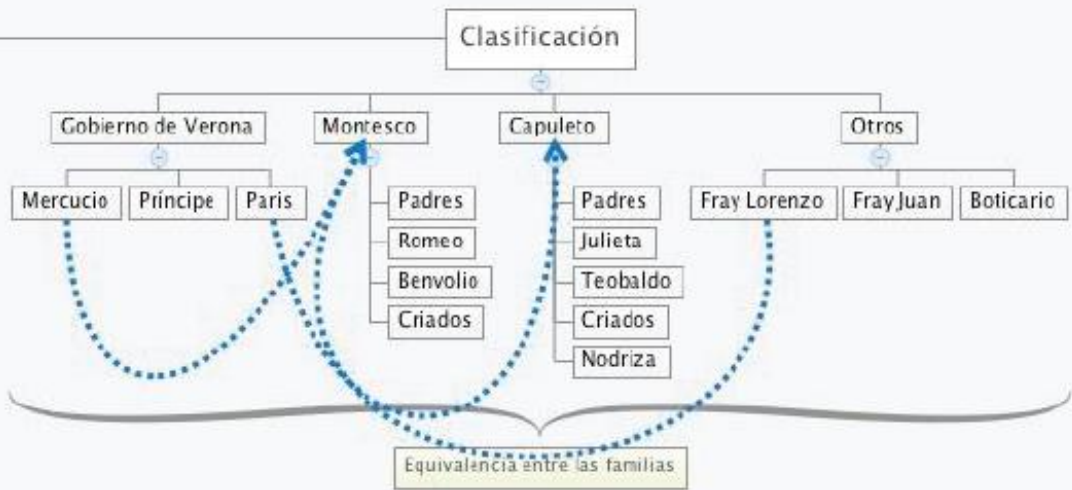 Clasificación
Gobierno de Verona
Montesco
Capuleto
Otros
Mercucio
Príncipe
Paris
Padres
Romeo
Benvolio
Criados
Padres
Julieta
Teobaldo
Criados
Nodriza
Fray Lorenzo
Fray Juan
Boticario
Equivalencia entre las familias